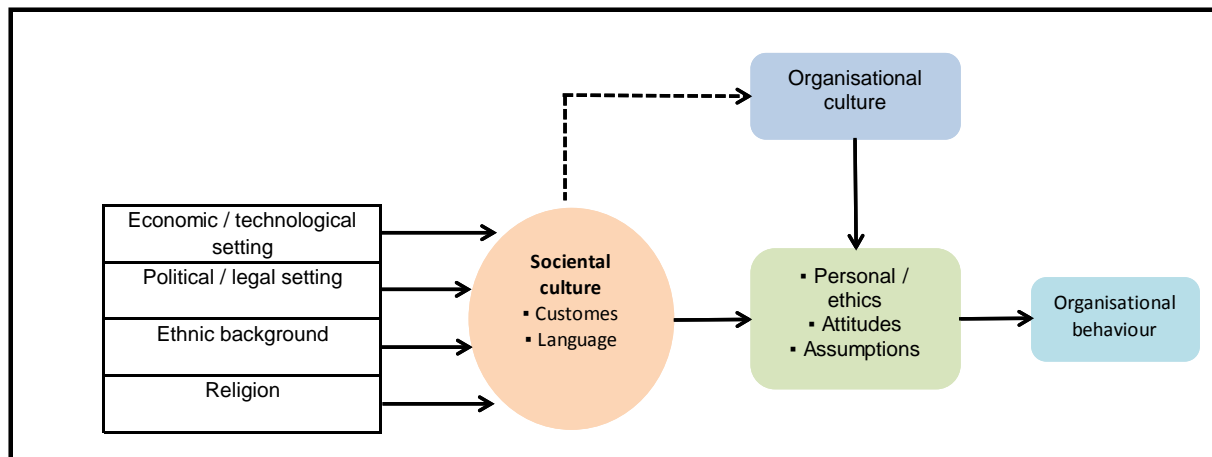 Organisational
culture
Economic / technological
setting
Political / legal setting
Ethnic background
Religion
Sociental
culture
▪ Customes
▪ Language
▪ Personal /
ethics
▪ Attitudes
▪ Assumptions
Organisational
behaviour